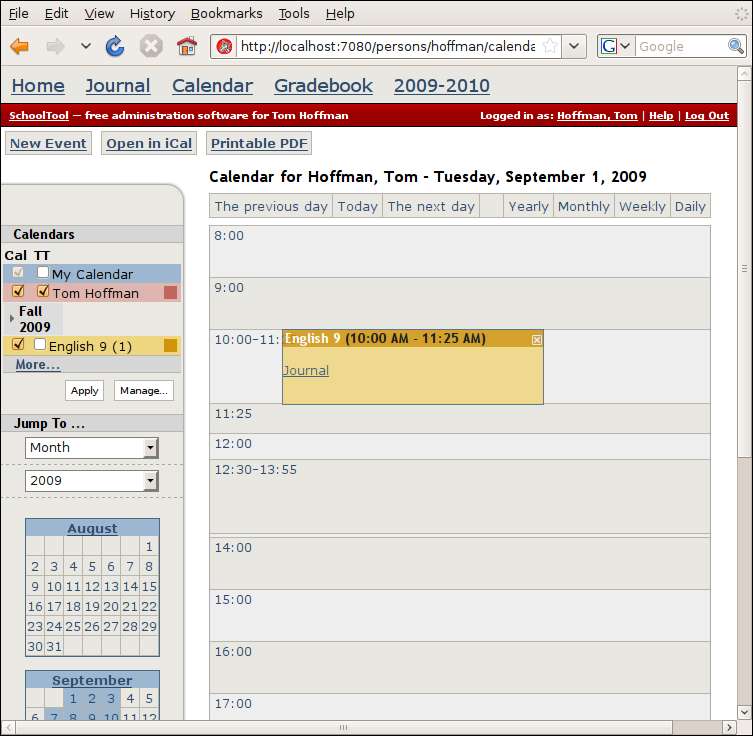 File Edit View History Bookmarks Tools Help
http://localhost:7080/persons/hoffman/calenda
Google
Home Journal Calendar Gradebook 2009-2010
SchoolTool — free administration software for Tom Hoffman Logged in as: Hoffman, Tom | Help | Log Out
New Event Open in iCal Printable PDF
Calendar for Hoffman, Tom - Tuesday, September 1, 2009
The previous day Today The next day Yearly Monthly Weekly Daily
Calendars
Cal TT
My Calendar
Tom Hoffman
Fall
2009
English 9 (1)
More...
Apply Manage...
Jump To ...
Month
2009
August
1
2 3 4 5 6 7 8
9 10 11 12 13 14 15
16 17 18 19 20 21 22
23 24 25 26 27 28 29
30 31
September
1 2 3 4 5
6 7 8 9 10 11 12
8:00
9:00
10:00-11:
English 9 (10:00 AM - 11:25 AM)
Journal
11:25
12:00
12:30-13:55
14:00
15:00
16:00
17:00